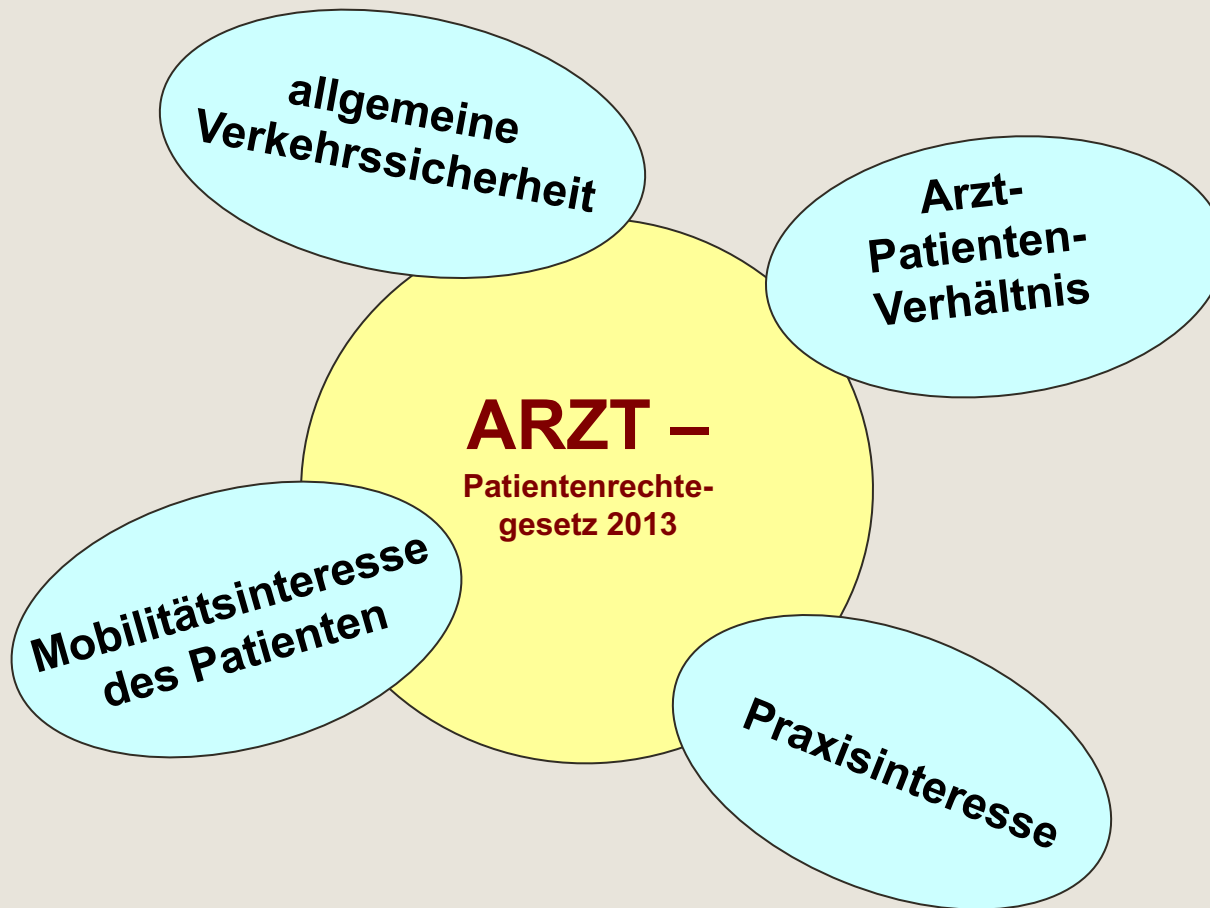 allgemeine
Verkehrssicherheit
Arzt-
Patienten-
Verhältnis
ARZT –
Patientenrechte-
gesetz 2013
Mobilitätsinteresse
des Patienten
Praxisinteresse